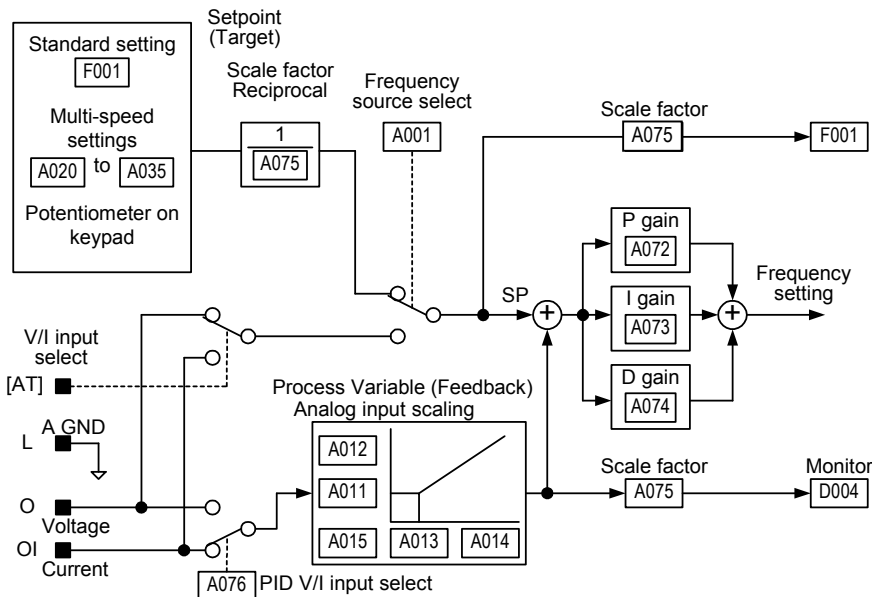 Setpoint
(Target)
Standard setting
F001
Multi-speed
settings
A020 to A035
Potentiometer on
keypad
Scale factor
Reciprocal
1
A075
Frequency
source select
A001
Scale factor
A075
F001
SP
+
P gain
A072
I gain
A073
D gain
A074
+
Frequency
setting
V/I input
select
[AT]
A GND
L
O
Voltage
OI
Current
A076 PID V/I input select
Process Variable (Feedback)
Analog input scaling
A012
A011
A015 A013 A014
Scale factor
A075
Monitor
D004